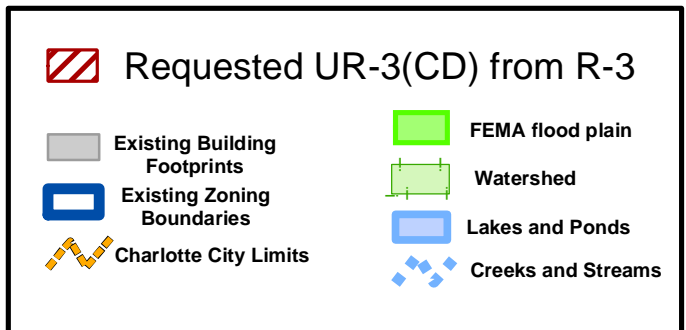 Requested UR-3(CD) from R-3
Existing Building
Footprints
Existing Zoning
Boundaries
Charlotte City Limits
FEMA flood plain
Watershed
Lakes and Ponds
Creeks and Streams